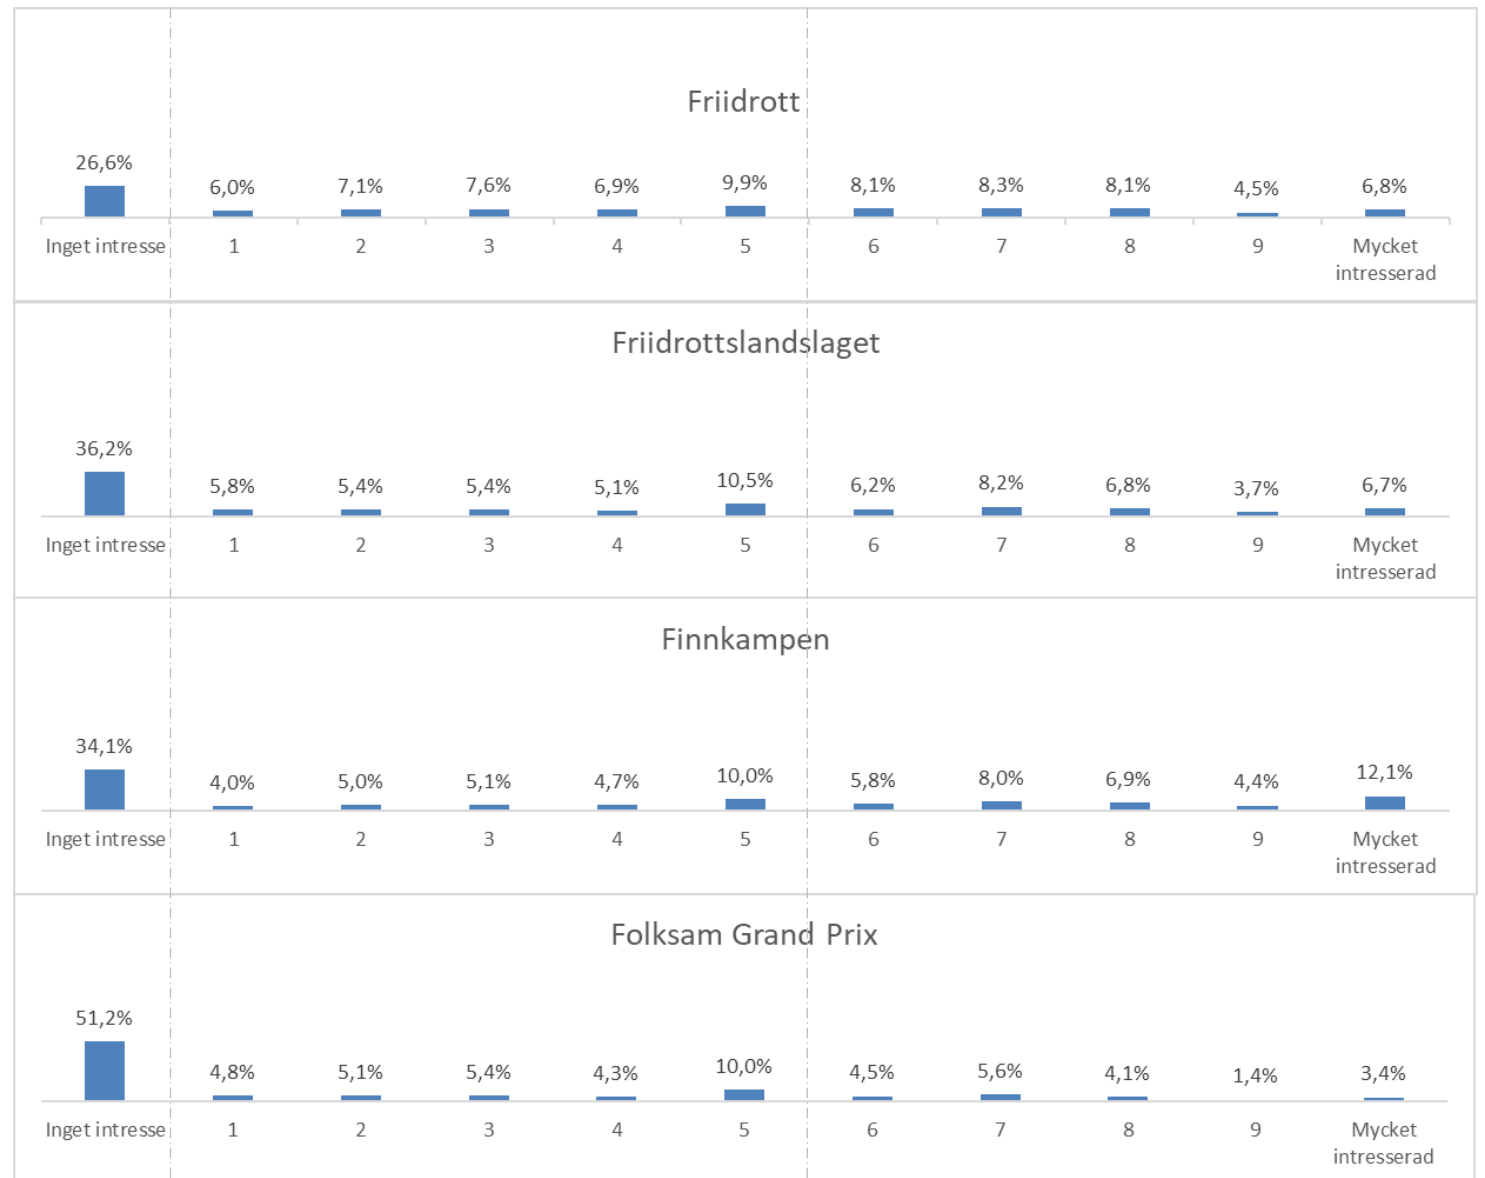 Friidrott
26,6% 6,0% 7,1% 7,6% 6,9% 9,9% 8,1% 8,3% 8,1% 4,5% 6,8%
Inget intresse 1 2 3 4 5 6 7 8 9 Mycket
intresserad
Friidrottslandslaget
36,2% 5,8% 5,4% 5,4% 5,1% 10,5% 6,2% 8,2% 6,8% 3,7% 6,7%
Inget intresse 1 2 3 4 5 6 7 8 9 Mycket
intresserad
Finnkampen
34,1% 4,0% 5,0% 5,1% 4,7% 10,0% 5,8% 8,0% 6,9% 4,4% 12,1%
Inget intresse 1 2 3 4 5 6 7 8 9 Mycket
intresserad
Folksam Grand Prix
51,2% 4,8% 5,1% 5,4% 4,3% 10,0% 4,5% 5,6% 4,1% 1,4% 3,4%
Inget intresse 1 2 3 4 5 6 7 8 9 Mycket
intresserad